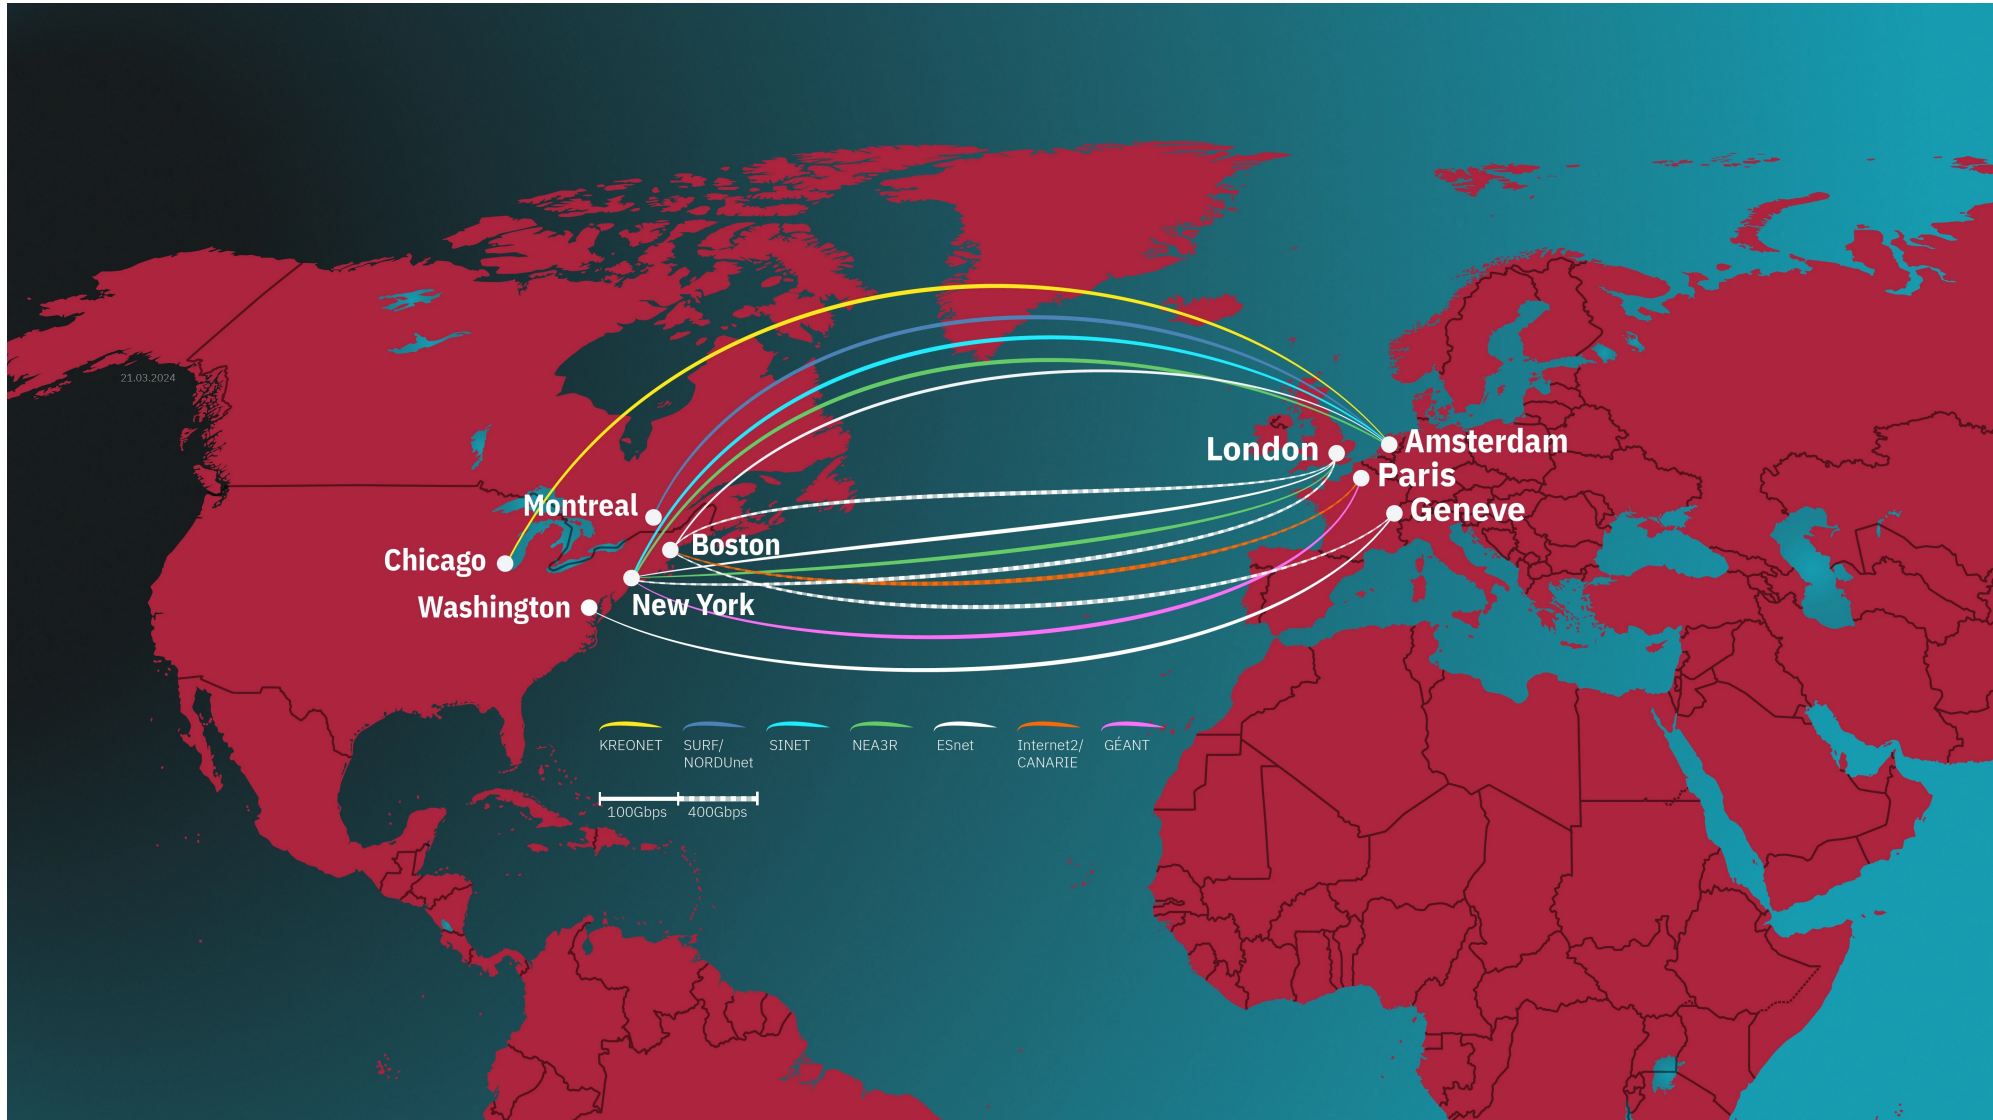 21.03.2024
London
Amsterdam
Paris
Montreal
Geneve
Boston
Chicago
Washington
New York
KREONET
SURF/
NORDUnet
SINET
NEA3R
ESnet
Internet2/
CANARIE
GÉANT
100Gbps
400Gbps